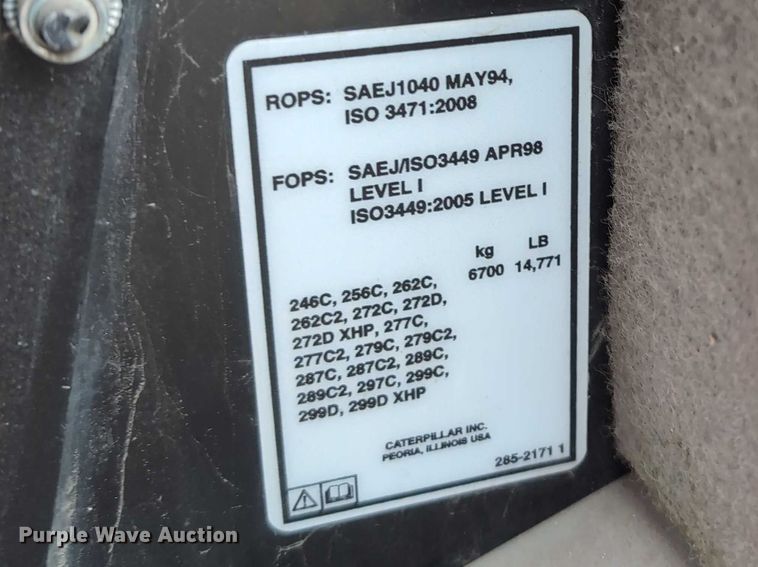 ROPS: SAEJ1040 MAY94,
ISO 3471:2008
FOPS: SAEJ/ISO3449 APR98
LEVEL I
ISO3449:2005 LEVEL I
kg LB
6700 14,771
246C, 256C, 262C,
262C2, 272C, 272D,
272D XHP, 277C,
277C2, 279C, 279C2,
287C, 287C2, 289C,
289C2, 297C, 299C,
299D, 299D XHP
CATERPILLAR INC.
PEORIA, ILLINOIS USA
285-2171 1
Purple Wave Auction